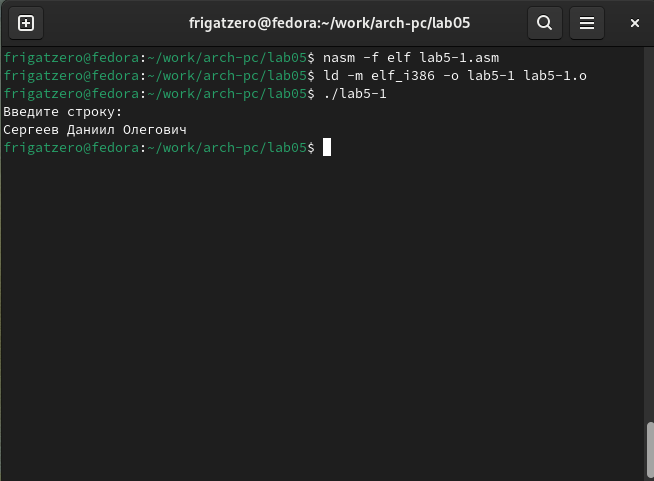 frigatzero@fedora:~/work/arch-pc/lab05
frigatzero@fedora:~/work/arch-pc/lab05$ nasm -f elf lab5-1.asm
frigatzero@fedora:~/work/arch-pc/lab05$ ld -m elf_i386 -o lab5-1 lab5-1.o
frigatzero@fedora:~/work/arch-pc/lab05$ ./lab5-1
Введите строку:
Сергеев Даниил Олегович
frigatzero@fedora:~/work/arch-pc/lab05$